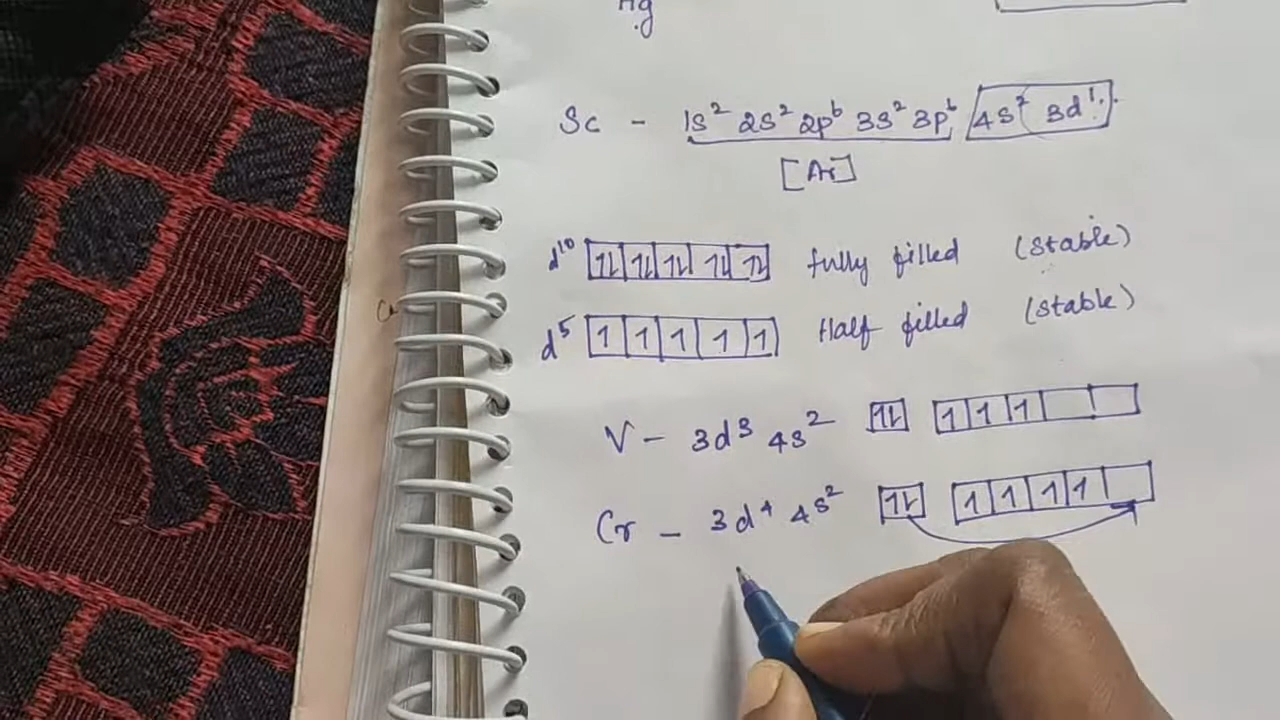 Sc - 1s² 2s² 2p⁶ 3s² 3p⁶ 4s² 3d¹
[Ar]
d¹⁰ 1L 1L 1L 1L 1L fully filled (stable)
d⁵ 1 1 1 1 1 Half filled (stable)
V - 3d³ 4s² 1L 1 1 1
Cr - 3d⁴ 4s² 1L 1 1 1 1